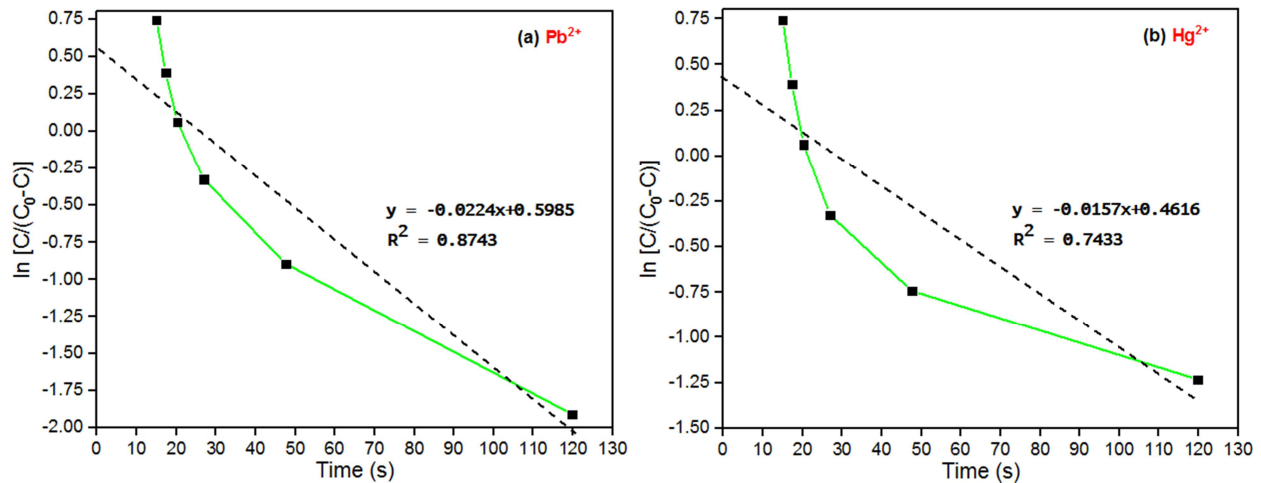 (a) Pb²⁺
ln [C/(C₀-C)]
0.75
0.50
0.25
0.00
-0.25
-0.50
-0.75
-1.00
-1.25
-1.50
-1.75
-2.00
y = -0.0224x+0.5985
R² = 0.8743
0 10 20 30 40 50 60 70 80 90 100 110 120 130
Time (s)
(b) Hg²⁺
ln [C/(C₀-C)]
0.75
0.50
0.25
0.00
-0.25
-0.50
-0.75
-1.00
-1.25
-1.50
y = -0.0157x+0.4616
R² = 0.7433
0 10 20 30 40 50 60 70 80 90 100 110 120 130
Time (s)